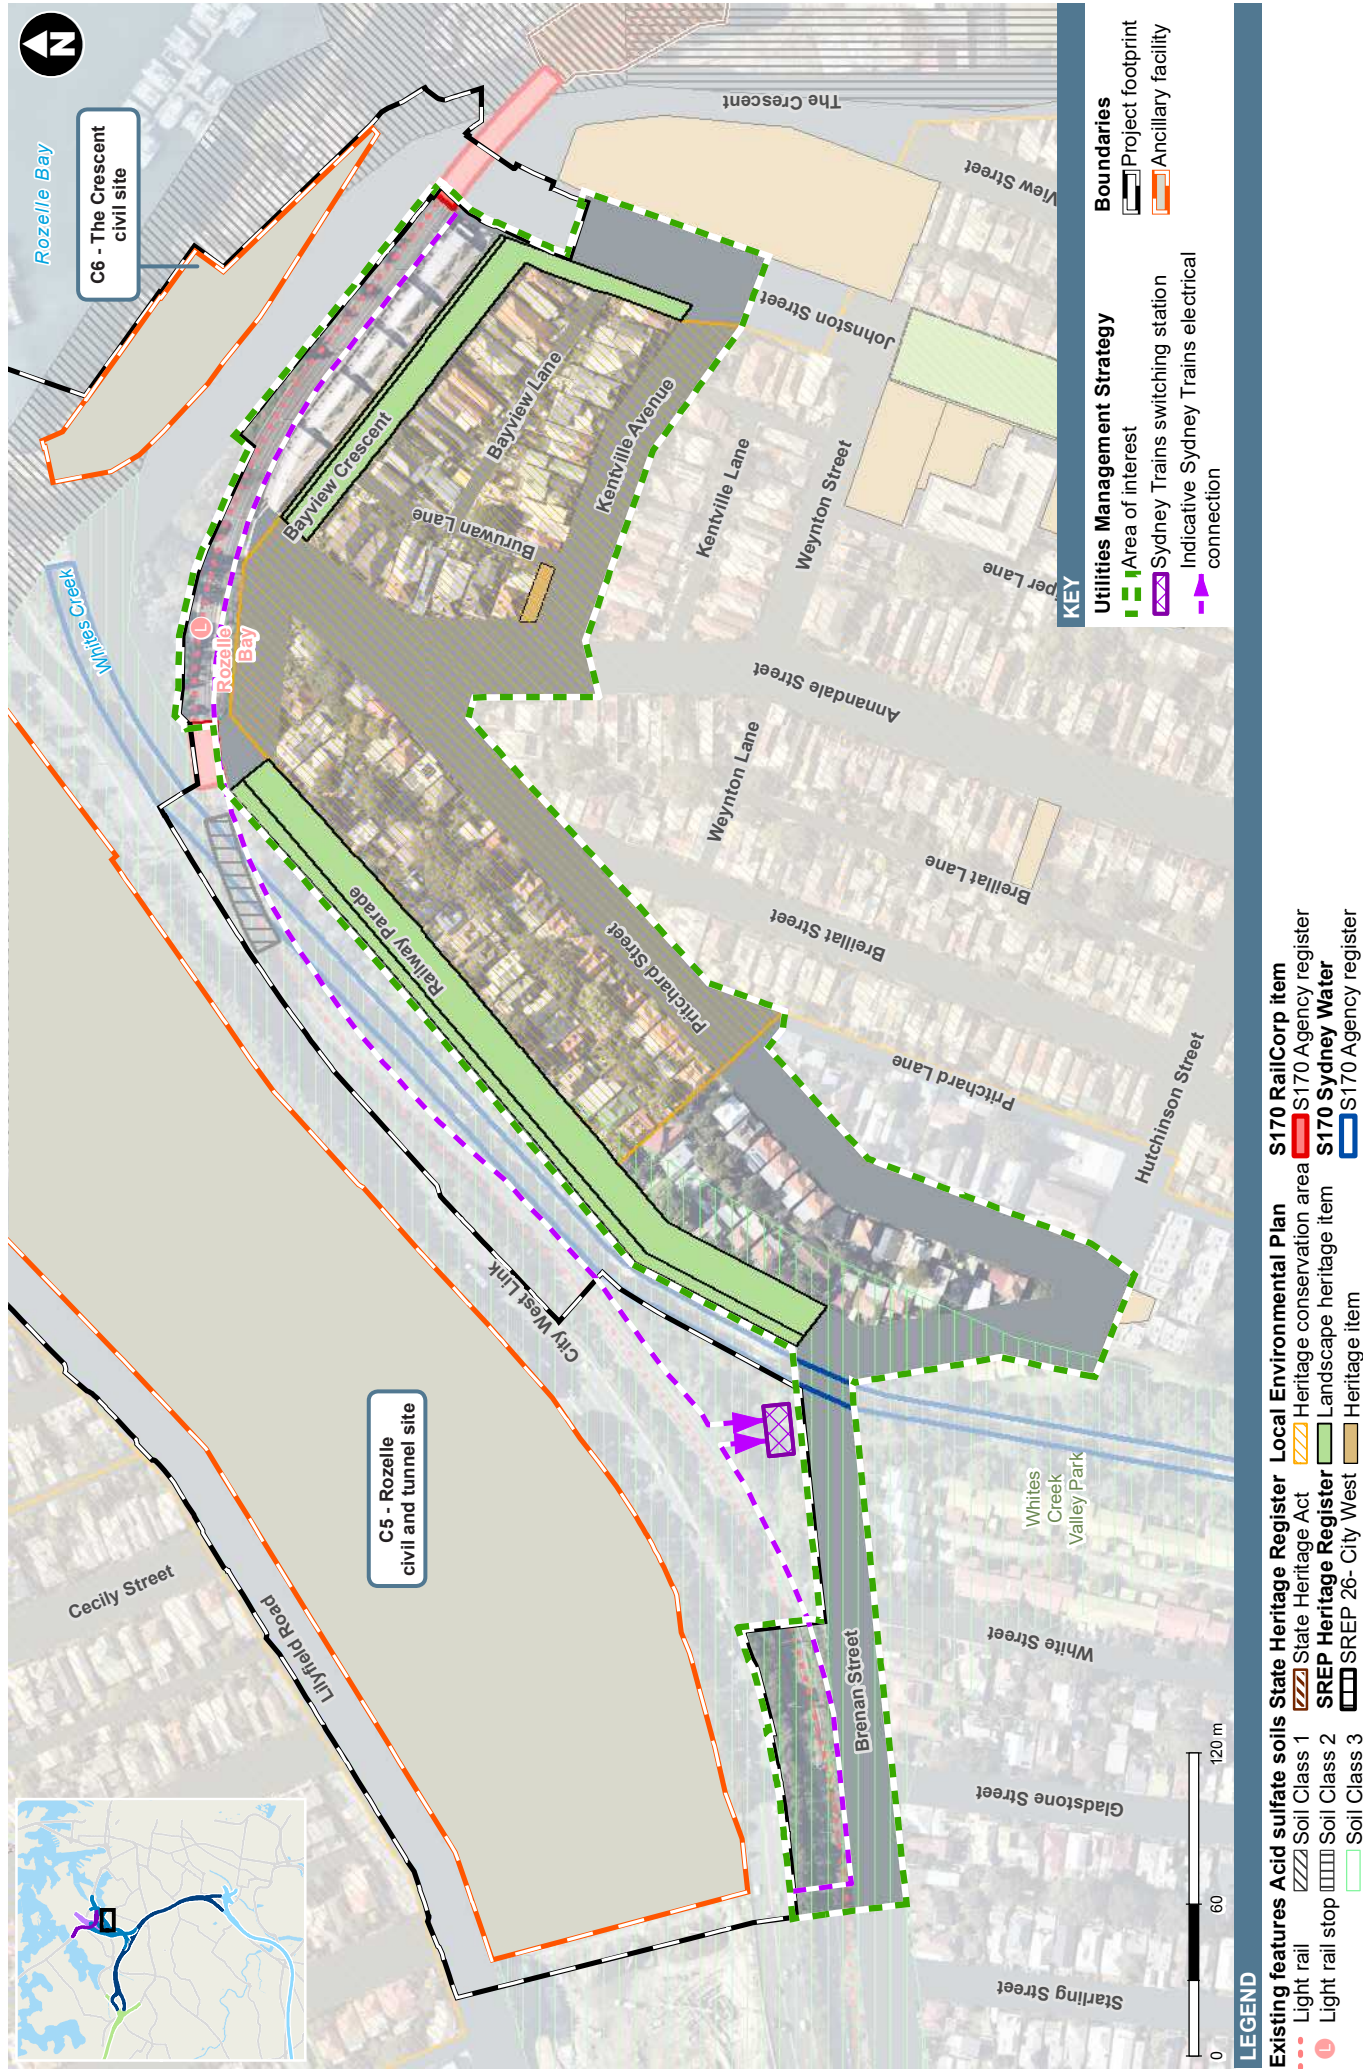 N
Rozelle Bay
C6 - The Crescent
civil site
The Crescent
View Street
Johnston Street
Bayview Crescent
Bayview Lane
Buruwan Lane
Kentville Avenue
Kentville Lane
Weynton Street
Whites Creek
L
Rozelle
Bay
Railway Parade
Pritchard Street
Annandale Street
Weynton Lane
Breillat Lane
Breillat Street
Pritchard Lane
Hutchinson Street
City West Link
C5 - Rozelle
civil and tunnel site
Cecily Street
Lilyfield Road
Whites
Creek
Valley Park
Brenan Street
White Street
Gladstone Street
Starling Street
iper Lane
0
60
120 m
KEY
Utilities Management Strategy
Area of interest
Sydney Trains switching station
Indicative Sydney Trains electrical
connection
Boundaries
Project footprint
Ancillary facility
LEGEND
Existing features
Light rail
L
Light rail stop
Acid sulfate soils
Soil Class 1
Soil Class 2
Soil Class 3
State Heritage Register
State Heritage Act
SREP Heritage Register
SREP 26- City West
Local Environmental Plan
Heritage conservation area
Landscape heritage item
Heritage item
S170 RailCorp item
S170 Agency register
S170 Sydney Water
S170 Agency register